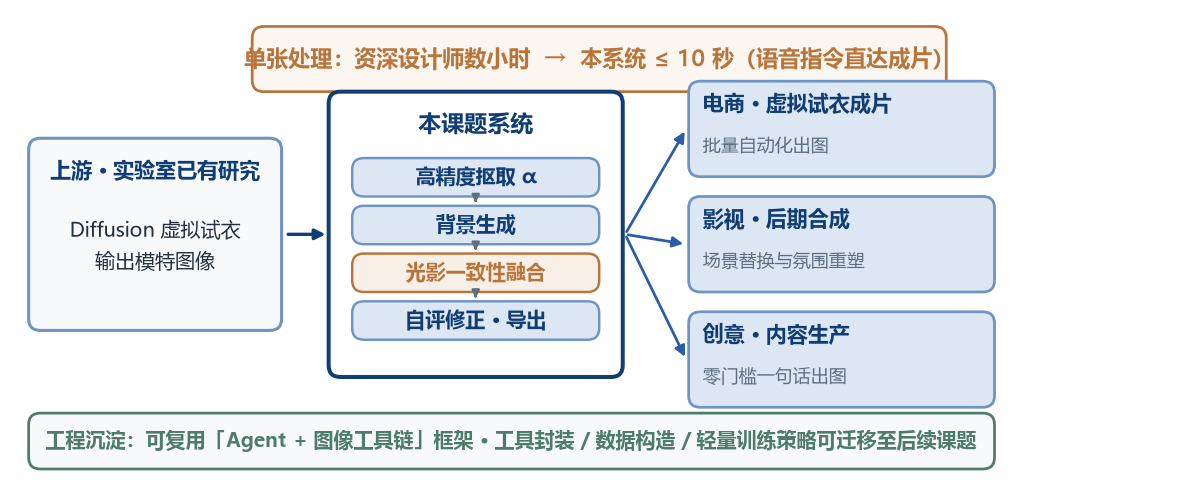 单张处理：资深设计师数小时 → 本系统 ≤ 10 秒（语音指令直达成片）
上游・实验室已有研究
Diffusion 虚拟试衣
输出模特图像
本课题系统
高精度抠取 α
背景生成
光影一致性融合
自评修正・导出
电商・虚拟试衣成片
批量自动化出图
影视・后期合成
场景替换与氛围重塑
创意・内容生产
零门槛一句话出图
工程沉淀：可复用「Agent + 图像工具链」框架・工具封装 / 数据构造 / 轻量训练策略可迁移至后续课题